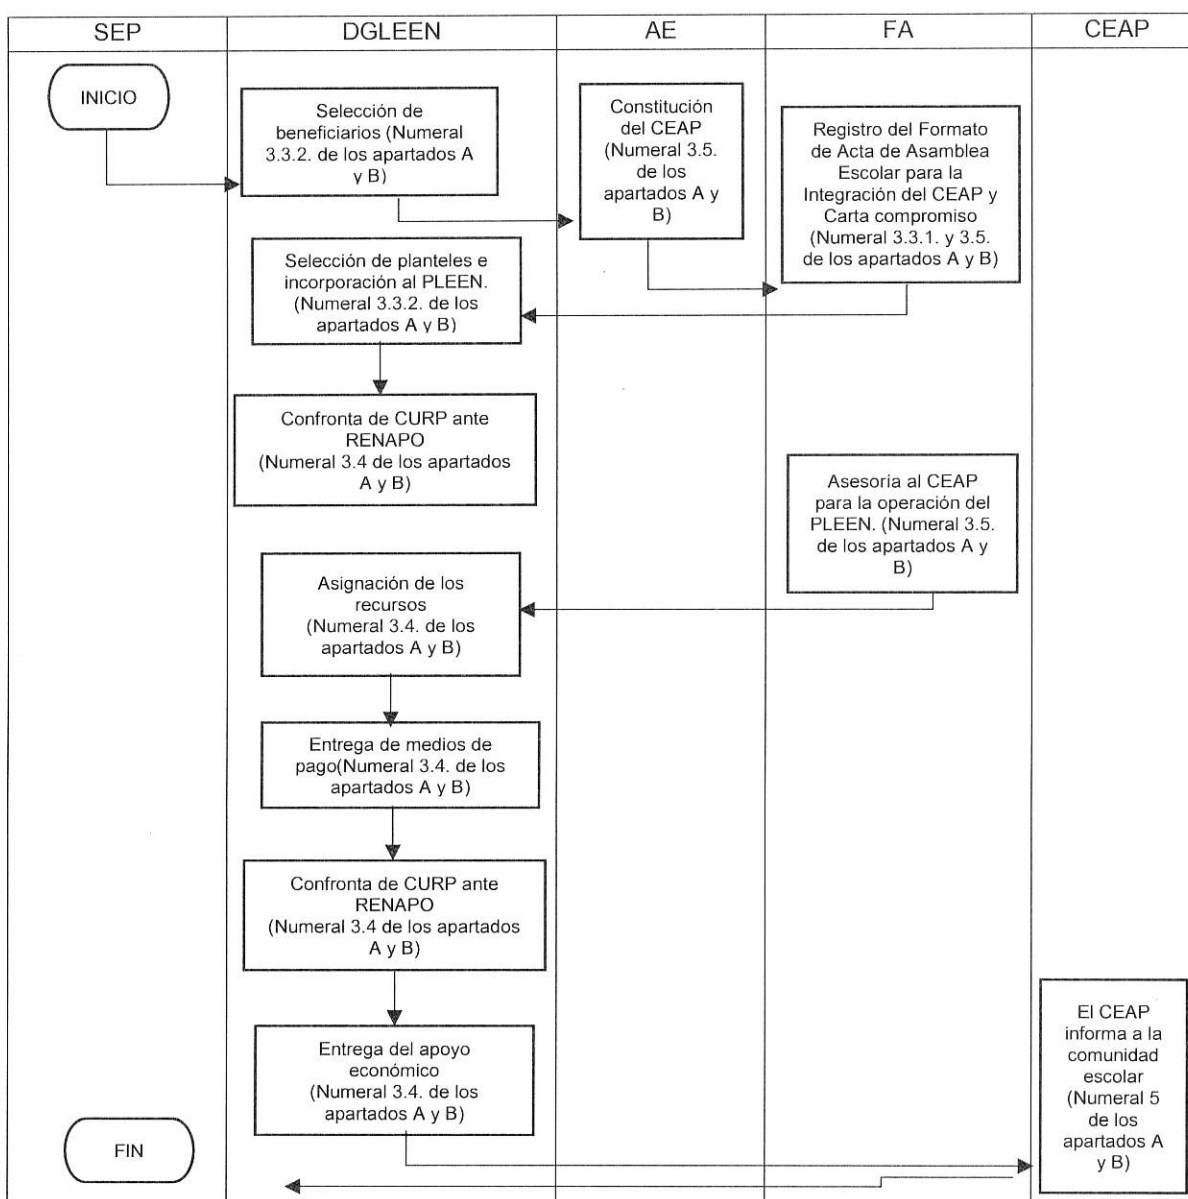 SEP
DGLEEN
AE
FA
CEAP
INICIO
Selección de
beneficiarios (Numeral
3.3.2. de los apartados A
y B)
Constitución
del CEAP
(Numeral 3.5.
de los
apartados A y
B)
Registro del Formato
de Acta de Asamblea
Escolar para la
Integración del CEAP y
Carta compromiso
(Numeral 3.3.1. y 3.5.
de los apartados A y B)
Selección de planteles e
incorporación al PLEEN.
(Numeral 3.3.2. de los
apartados A y B)
Confronta de CURP ante
RENAPO
(Numeral 3.4 de los apartados
A y B)
Asesoría al CEAP
para la operación del
PLEEN. (Numeral 3.5.
de los apartados A y
B)
Asignación de los
recursos
(Numeral 3.4. de los
apartados A y B)
Entrega de medios de
pago(Numeral 3.4. de los
apartados A y B)
Confronta de CURP ante
RENAPO
(Numeral 3.4 de los apartados
A y B)
Entrega del apoyo
económico
(Numeral 3.4. de los
apartados A y B)
El CEAP
informa a la
comunidad
escolar
(Numeral 5
de los
apartados A
y B)
FIN